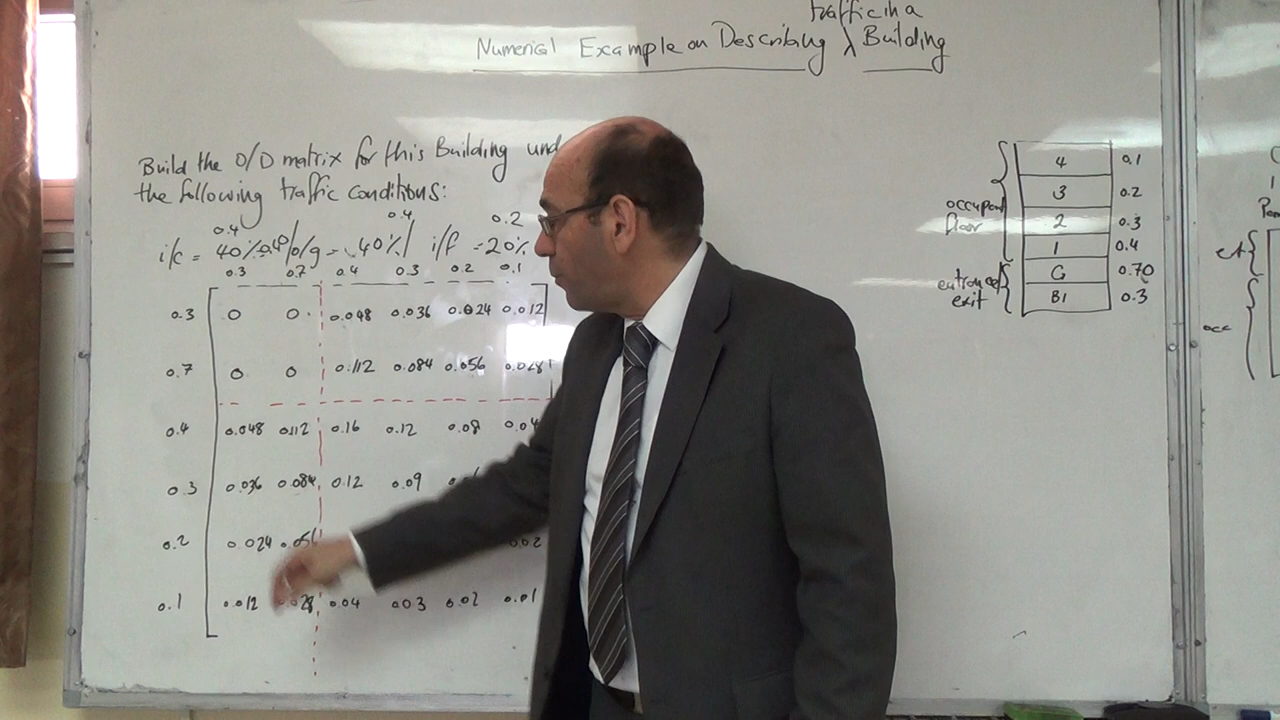 traffic in a
Numerical Example on Describing λ Building
Build the O/D matrix for this Building und
the following traffic conditions:
0.4 0.4 0.2
i/c = 40% o/g = 40% i/f = 20%
0.3 0.7 0.4 0.3 0.2 0.1
0.3 0 0 0.048 0.036 0.024 0.012
0.7 0 0 0.112 0.084 0.056 0.028
0.4 0.048 0.112 0.16 0.12 0.08 0.04
0.3 0.036 0.084 0.12 0.09
0.2 0.024 .056 0.02
0.1 0.012 .028 0.04 0.03 0.02 0.01
4 0.1
3 0.2
occupant
floor
2 0.3
1 0.4
entrance
exit
G 0.70
B1 0.3
occ